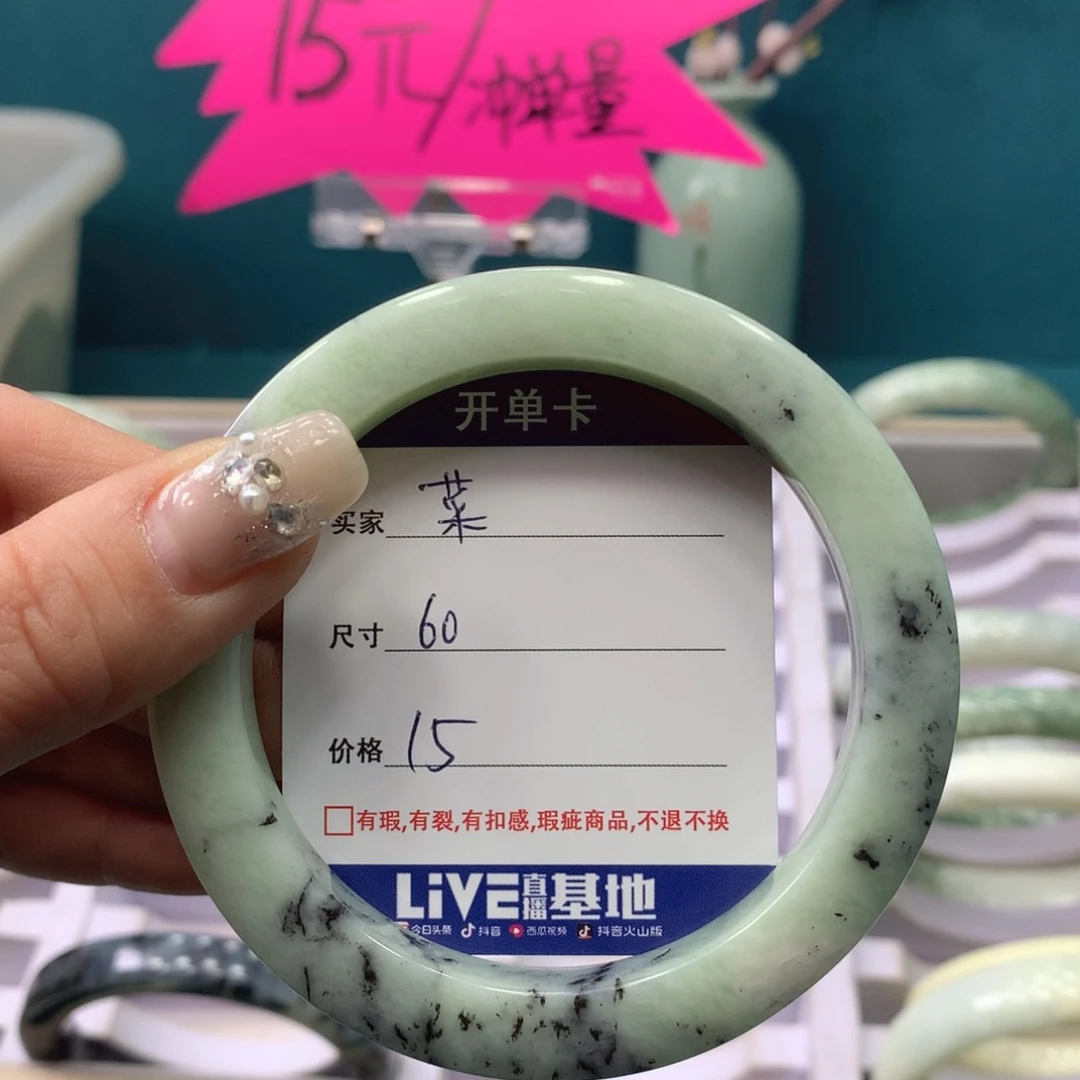 15元/冲单量
开单卡
买家 菜
尺寸 60
价格 15
□有瑕,有裂,有扣感,瑕疵商品,不退不换
LiVE直播基地
今日头条 抖音 西瓜视频 抖音火山版